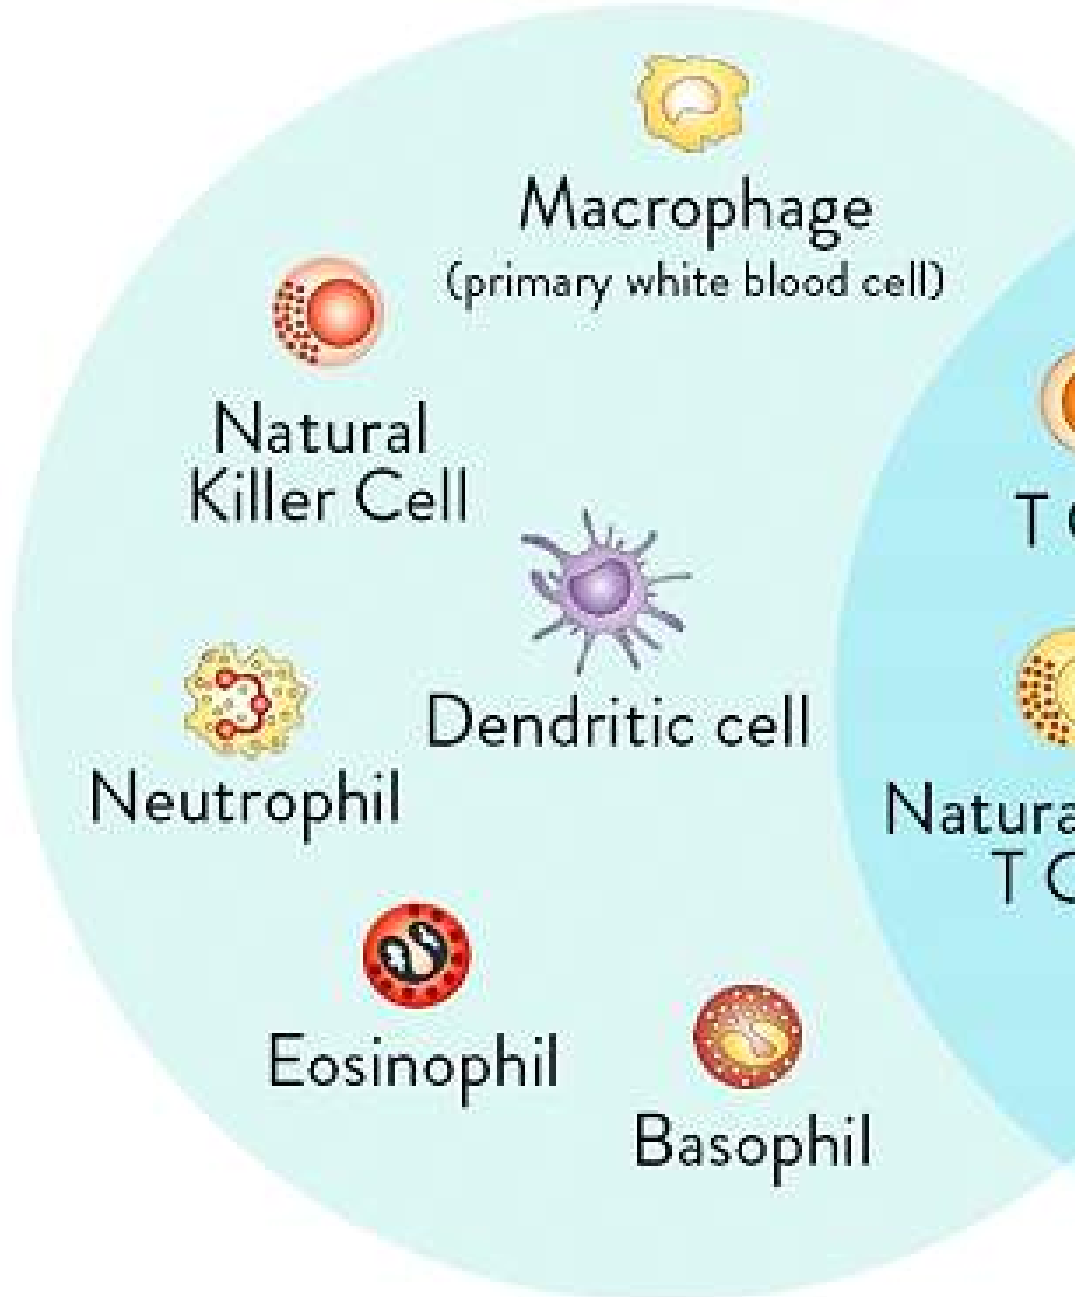 Macrophage
(primary white blood cell)
Natural
Killer Cell
T
Dendritic cell
Neutrophil
T
Eosinophil
Basophil